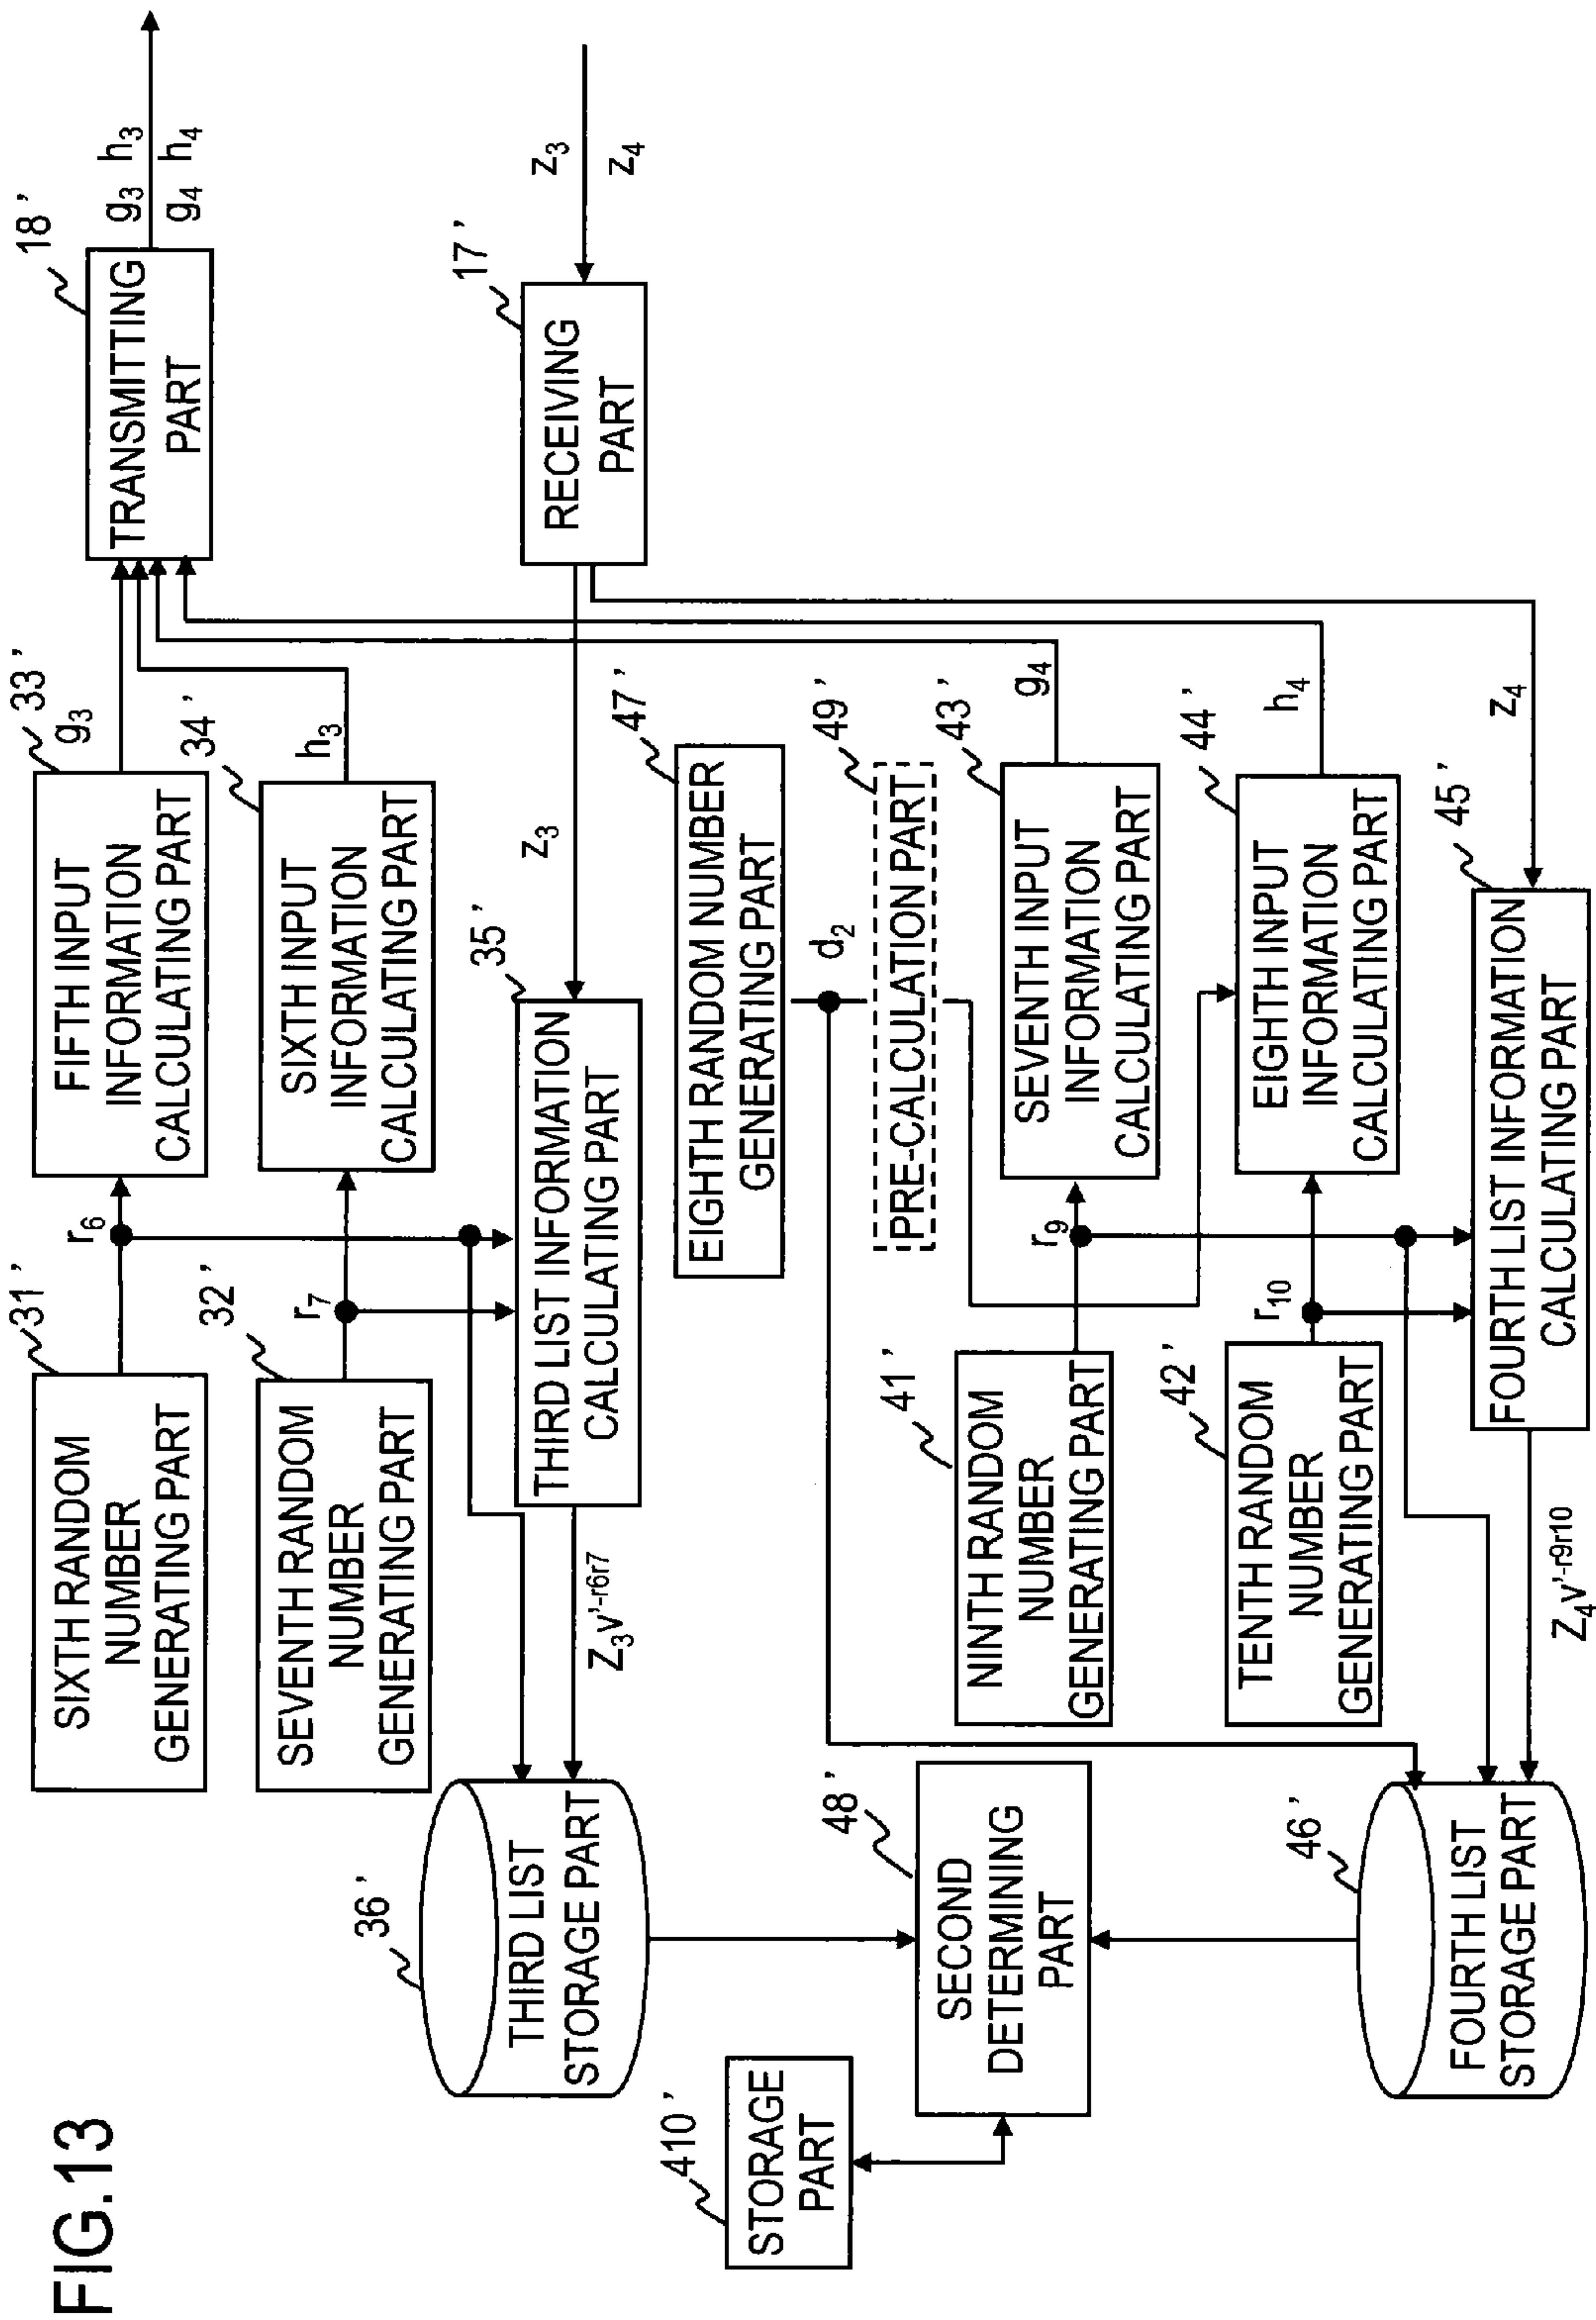 FIG.13
31'
SIXTH RANDOM
NUMBER
GENERATING PART
r6
33'
FIFTH INPUT
INFORMATION
CALCULATING PART
g3
18'
TRANSMITTING
PART
g3 h3
g4 h4
32'
SEVENTH RANDOM
NUMBER
GENERATING PART
r7
34'
SIXTH INPUT
INFORMATION
CALCULATING PART
h3
36'
THIRD LIST
STORAGE PART
Z3V'-r6r7
35'
THIRD LIST INFORMATION
CALCULATING PART
z3
17'
RECEIVING
PART
z3
z4
410'
STORAGE
PART
47'
EIGHTH RANDOM NUMBER
GENERATING PART
d2
49'
PRE-CALCULATION PART
48'
SECOND
DETERMINING
PART
41'
NINTH RANDOM
NUMBER
GENERATING PART
r9
43'
SEVENTH INPUT
INFORMATION
CALCULATING PART
g4
42'
TENTH RANDOM
NUMBER
GENERATING PART
r10
44'
EIGHTH INPUT
INFORMATION
CALCULATING PART
h4
46'
FOURTH LIST
STORAGE PART
Z4V'-r9r10
45'
FOURTH LIST INFORMATION
CALCULATING PART
z4